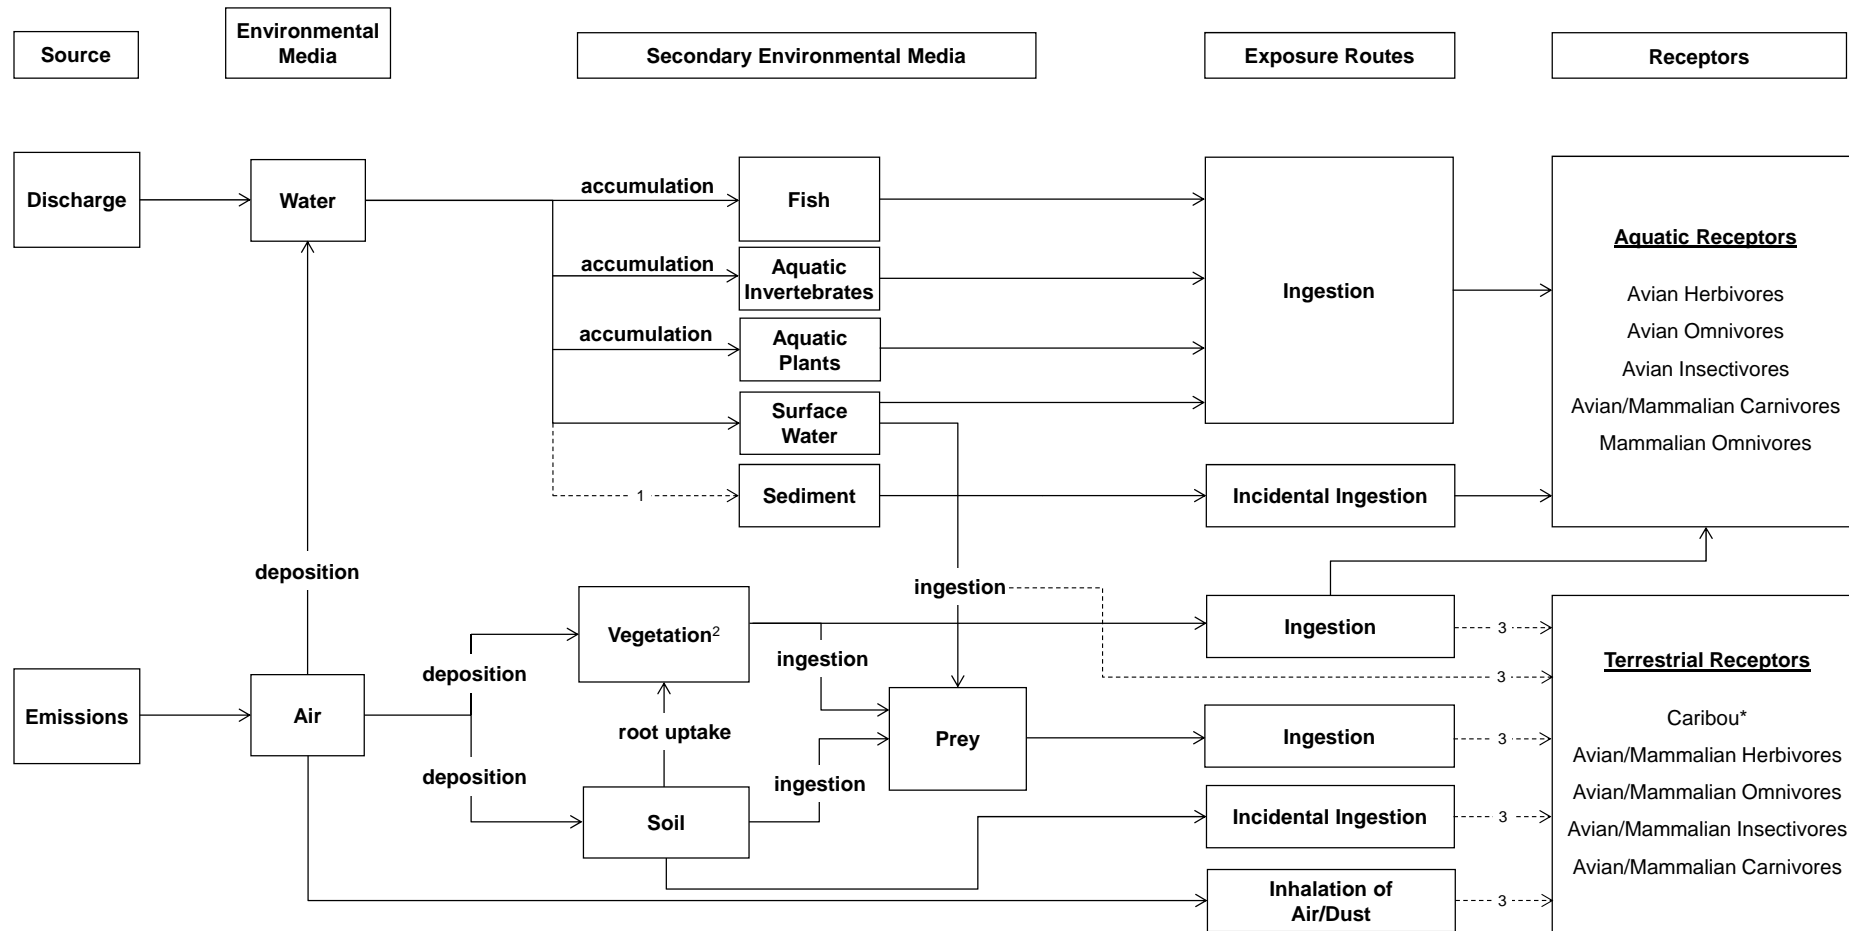 Source
Environmental
Media
Secondary Environmental Media
Exposure Routes
Receptors
Discharge
Water
accumulation
Fish
accumulation
Aquatic
Invertebrates
accumulation
Aquatic
Plants
Surface
Water
1
Sediment
Ingestion
Incidental Ingestion
Aquatic Receptors
Avian Herbivores
Avian Omnivores
Avian Insectivores
Avian/Mammalian Carnivores
Mammalian Omnivores
deposition
ingestion
Emissions
Air
deposition
deposition
Vegetation²
root uptake
Soil
ingestion
ingestion
Prey
Ingestion
3
3
Ingestion
3
Incidental Ingestion
3
Inhalation of
Air/Dust
3
Terrestrial Receptors
Caribou*
Avian/Mammalian Herbivores
Avian/Mammalian Omnivores
Avian/Mammalian Insectivores
Avian/Mammalian Carnivores